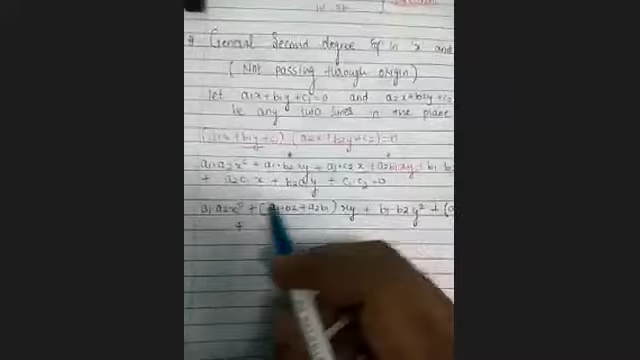 General Second degree Eqn in x and
(Not passing through origin)
let a₁x+b₁y+c₁=0 and a₂x+b₂y+c₂
be any two lines in the plane
(a₁x+b₁y+c₁) (a₂x+b₂y+c₂)=0
a₁a₂x² + a₁b₂xy + a₁c₂x + a₂b₁xy + b₁b₂
+ a₂c₁x + b₂c₁y + c₁c₂=0
a₁a₂x² + (a₁b₂+a₂b₁) xy + b₁b₂y² + (a
+